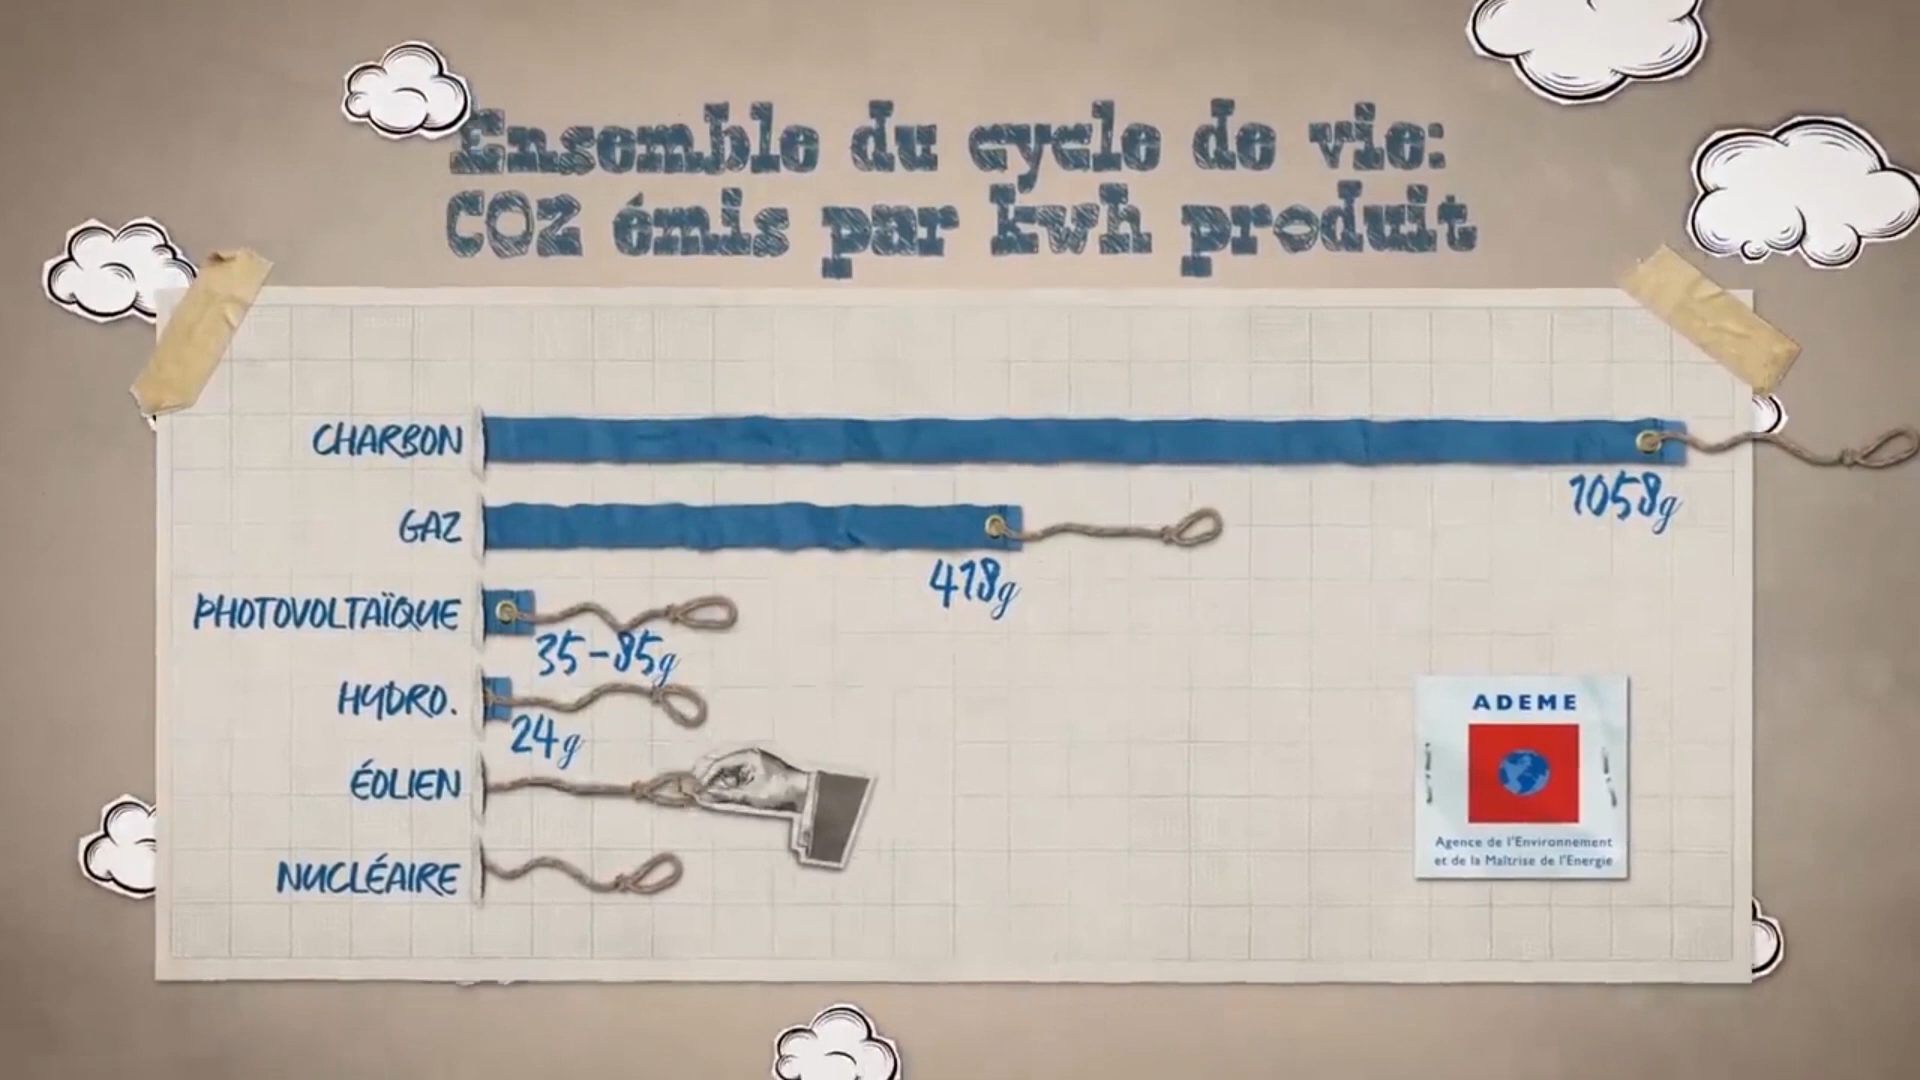 Ensemble du cycle de vie:
CO2 émis par kwh produit
CHARBON
1058g
GAZ
418g
PHOTOVOLTAÏQUE
35-85g
HYDRO.
24g
ÉOLIEN
NUCLÉAIRE
ADEME
Agence de l'Environnement
et de la Maîtrise de l'Energie